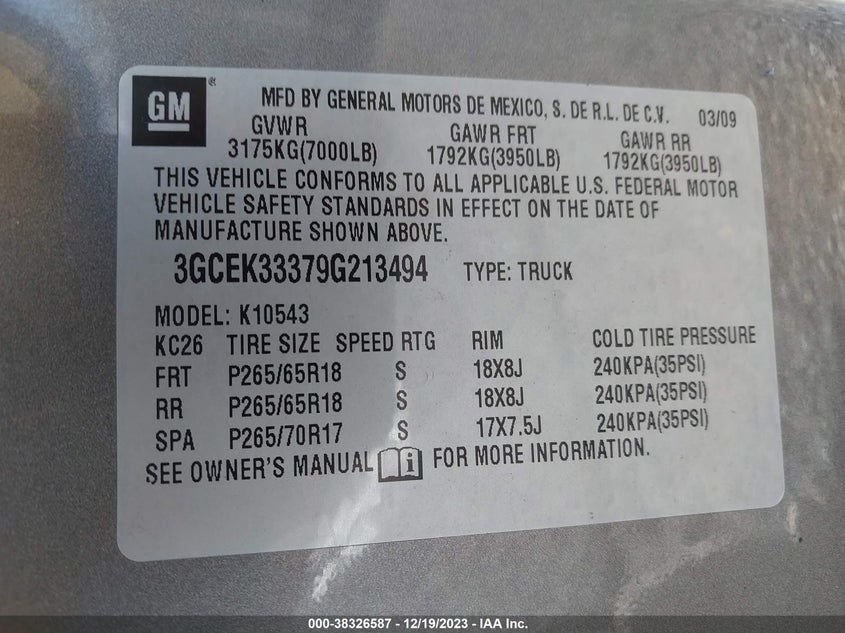 GM ® MFD BY GENERAL MOTORS DE MEXICO, S. DE R.L. DE C.V. 03/09
GVWR GAWR FRT GAWR RR
3175KG(7000LB) 1792KG(3950LB) 1792KG(3950LB)
THIS VEHICLE CONFORMS TO ALL APPLICABLE U.S. FEDERAL MOTOR
VEHICLE SAFETY STANDARDS IN EFFECT ON THE DATE OF
MANUFACTURE SHOWN ABOVE.
3GCEK33379G213494 TYPE: TRUCK
MODEL: K10543
KC26 TIRE SIZE SPEED RTG RIM COLD TIRE PRESSURE
FRT P265/65R18 S 18X8J 240KPA(35PSI)
RR P265/65R18 S 18X8J 240KPA(35PSI)
SPA P265/70R17 S 17X7.5J 240KPA(35PSI)
SEE OWNER'S MANUAL i FOR MORE INFORMATION.
000-38326587 - 12/19/2023 - IAA Inc.